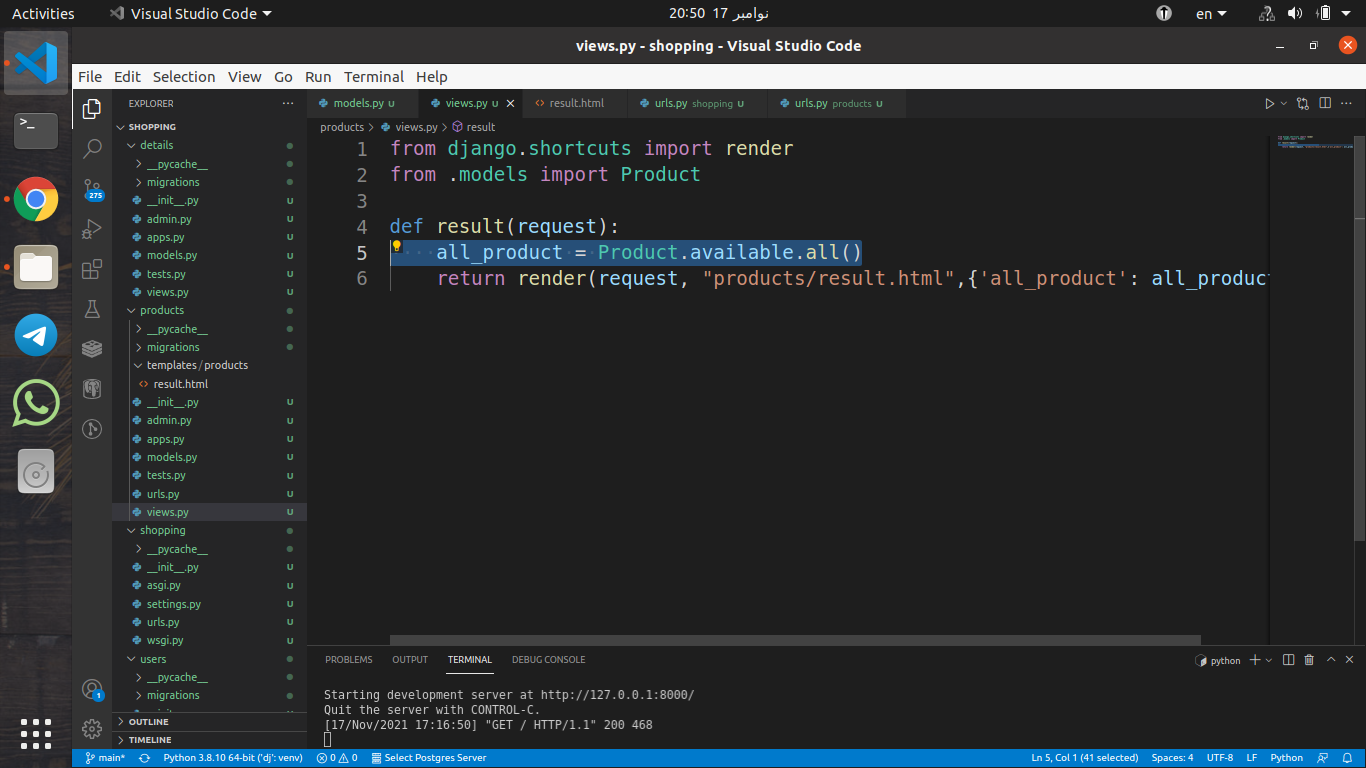 Activities
Visual Studio Code
20:50 17 نوامبر
en
views.py - shopping - Visual Studio Code
File Edit Selection View Go Run Terminal Help
EXPLORER
models.py U
views.py U
result.html
urls.py shopping U
urls.py products U
products > views.py > result
SHOPPING
details
__pycache__
migrations
__init__.py U
admin.py U
apps.py U
models.py U
tests.py U
views.py U
products
__pycache__
migrations
templates/products
result.html
__init__.py U
admin.py U
apps.py U
models.py U
tests.py U
urls.py U
views.py U
shopping
__pycache__
__init__.py U
asgi.py U
settings.py U
urls.py U
wsgi.py U
users
__pycache__
migrations
OUTLINE
TIMELINE
275
1
1 from django.shortcuts import render
2 from .models import Product
3
4 def result(request):
5 all_product = Product.available.all()
6 return render(request, "products/result.html",{'all_product': all_produc
PROBLEMS OUTPUT TERMINAL DEBUG CONSOLE
python
Starting development server at http://127.0.0.1:8000/
Quit the server with CONTROL-C.
[17/Nov/2021 17:16:50] "GET / HTTP/1.1" 200 468
main* Python 3.8.10 64-bit ('dj': venv) 0 0 Select Postgres Server Ln 5, Col 1 (41 selected) Spaces: 4 UTF-8 LF Python